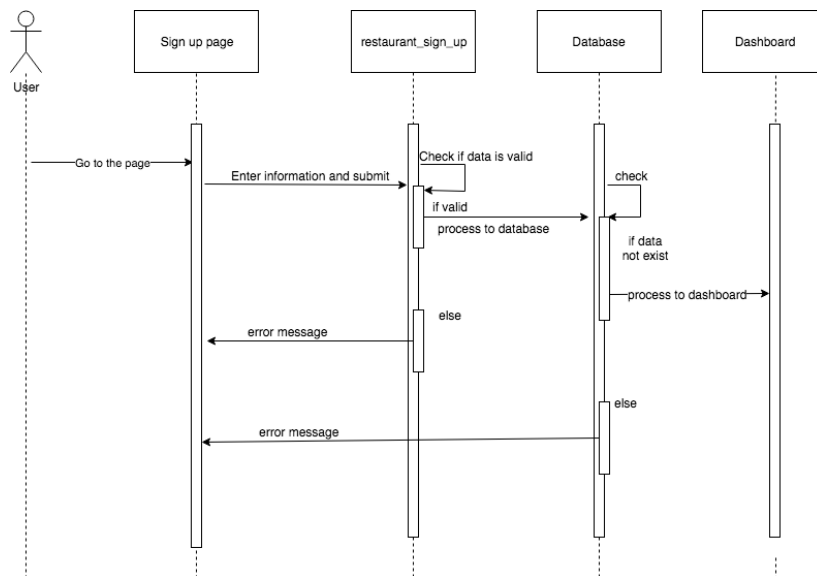 Sign up page
restaurant_sign_up
Database
Dashboard
User
Go to the page
Check if data is valid
Enter information and submit
check
if valid
process to database
if data
not exist
process to dashboard
else
error message
else
error message